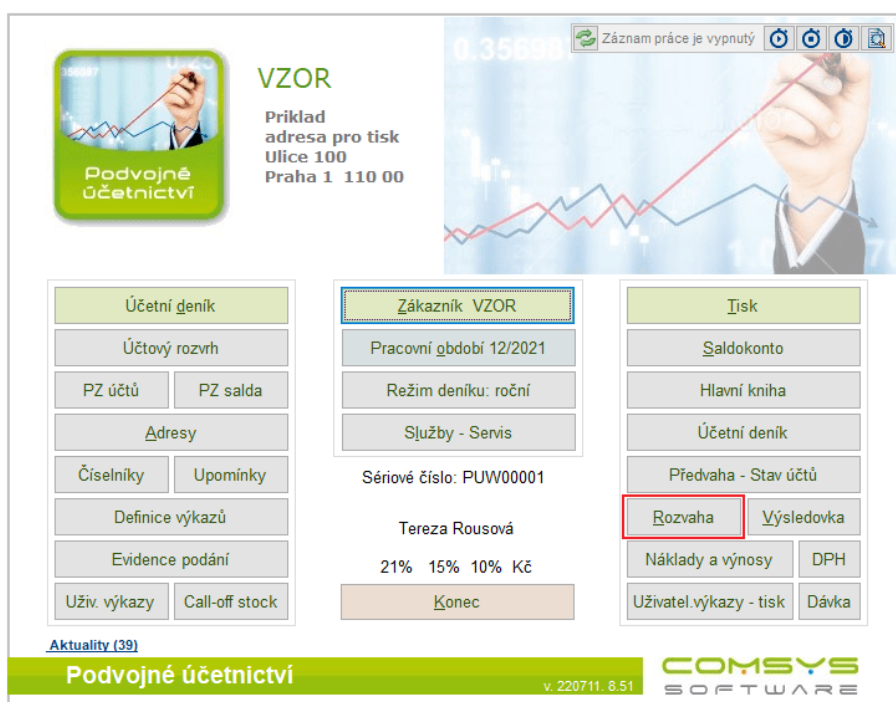 Záznam práce je vypnutý
VZOR
Priklad
adresa pro tisk
Ulice 100
Praha 1 110 00
Podvojné
účetnictví
Účetní deník
Účtový rozvrh
PZ účtů
PZ salda
Adresy
Číselníky
Upomínky
Definice výkazů
Evidence podání
Uživ. výkazy
Call-off stock
Zákazník VZOR
Pracovní období 12/2021
Režim deníku: roční
Služby - Servis
Sériové číslo: PUW00001
Tereza Rousová
21% 15% 10% Kč
Konec
Tisk
Saldokonto
Hlavní kniha
Účetní deník
Předvaha - Stav účtů
Rozvaha
Výsledovka
Náklady a výnosy
DPH
Uživatel.výkazy - tisk
Dávka
Aktuality (39)
Podvojné účetnictví
v. 220711. 8.51
COMSYS
SOFTWARE